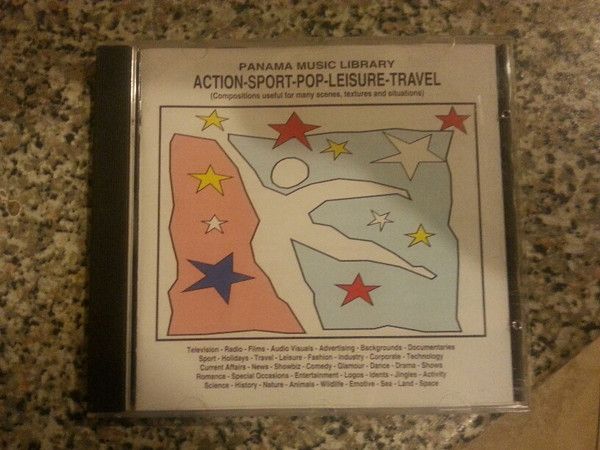 PANAMA MUSIC LIBRARY
ACTION-SPORT-POP-LEISURE-TRAVEL
(Compositions useful for many scenes, textures and situations)
Television - Radio - Films - Audio Visuals - Advertising - Backgrounds - Documentaries
Sport - Holidays - Travel - Leisure - Fashion - Industry - Corporate - Technology
Current Affairs - News - Showbiz - Comedy - Glamour - Dance - Drama - Shows
Romance - Special Occasions - Entertainment - Logos - Idents - Jingles - Activity
Science - History - Nature - Animals - Wildlife - Emotive - Sea - Land - Space